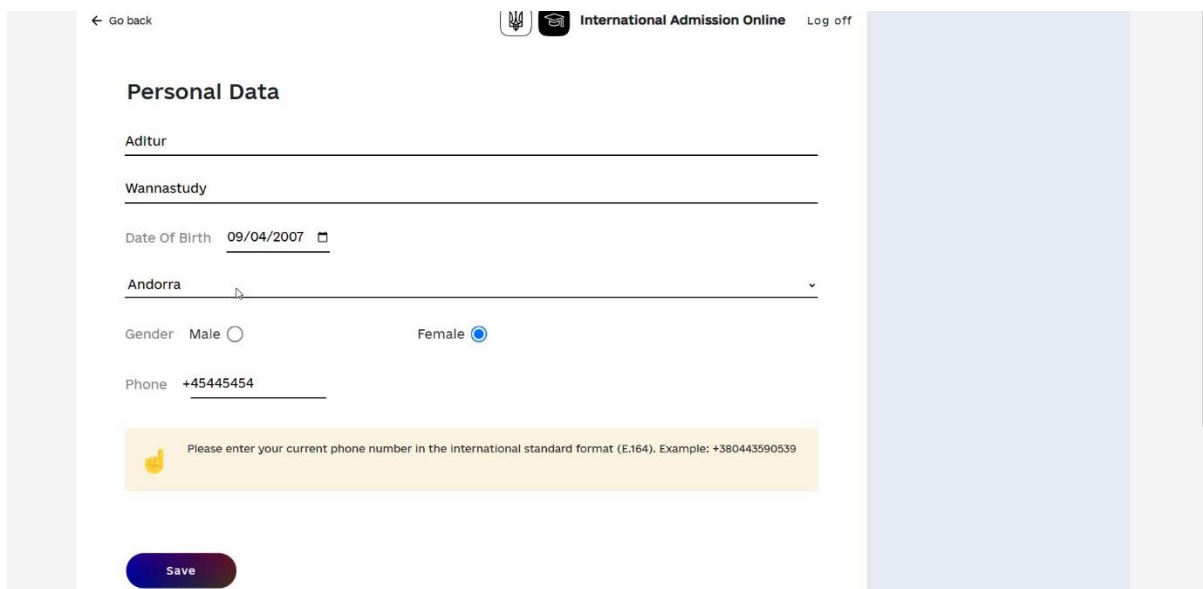 ← Go back International Admission Online Log off
Personal Data
Aditur
Wannastudy
Date Of Birth 09/04/2007
Andorra
Gender Male Female
Phone +45445454
Please enter your current phone number in the international standard format (E.164). Example: +380443590539
Save